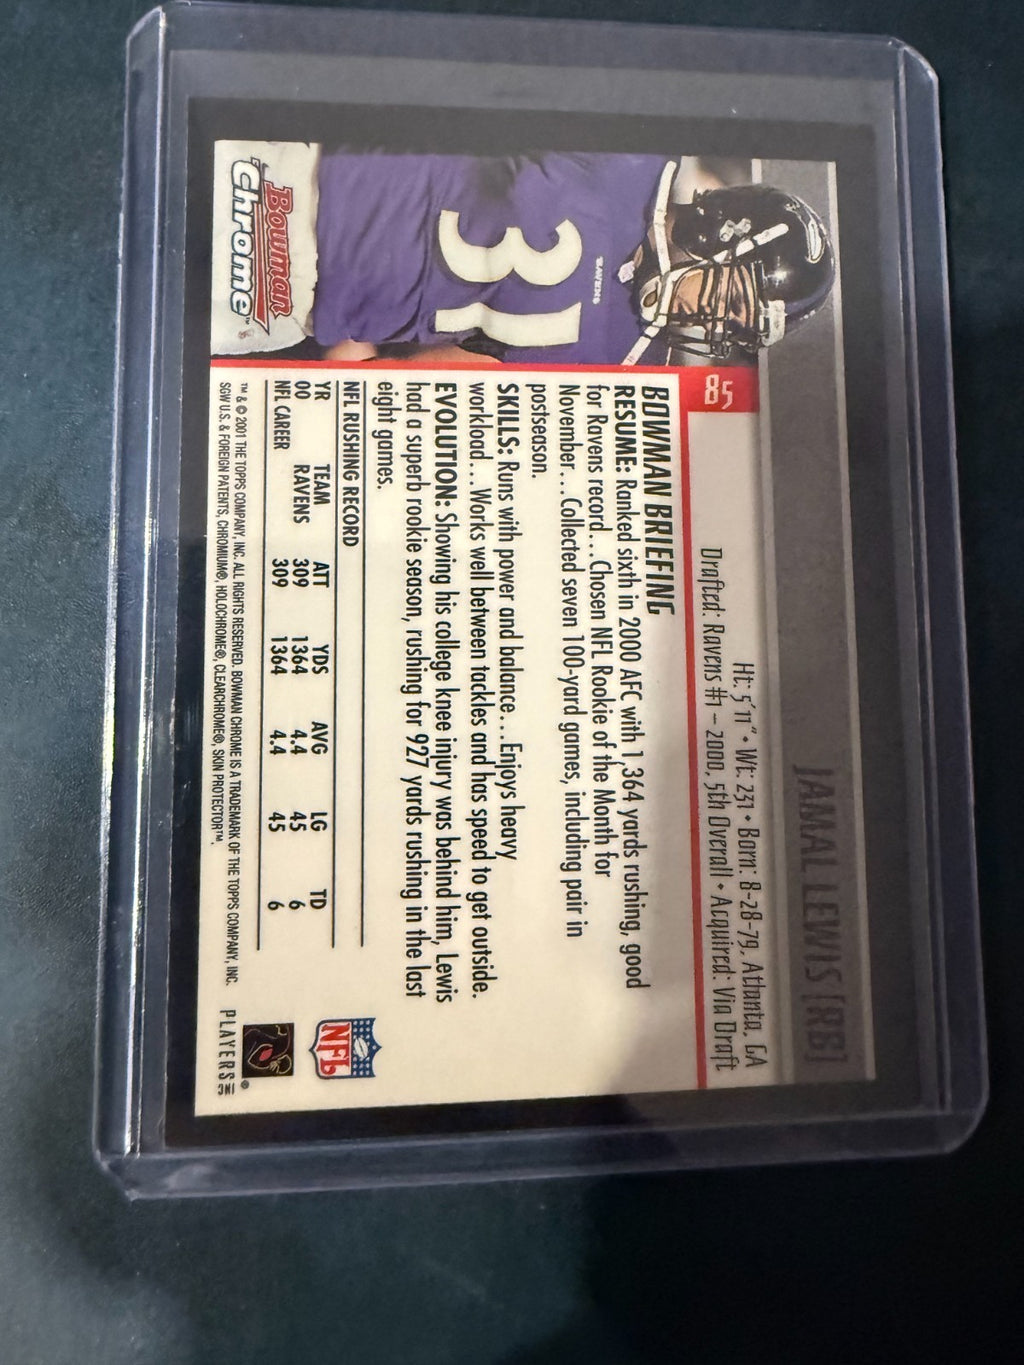 JAMAL LEWIS [RB]
Ht: 5'11" • Wt: 231 • Born: 8-28-79, Atlanta, GA
Drafted: Ravens #1 – 2000, 5th Overall • Acquired: Via Draft
85
RAVENS
31
Bowman
Chrome™
BOWMAN BRIEFING
RESUME: Ranked sixth in 2000 AFC with 1,364 yards rushing, good
for Ravens record...Chosen NFL Rookie of the Month for
November...Collected seven 100-yard games, including pair in
postseason.
SKILLS: Runs with power and balance...Enjoys heavy
workload...Works well between tackles and has speed to get outside.
EVOLUTION: Showing his college knee injury was behind him, Lewis
had a superb rookie season, rushing for 927 yards rushing in the last
eight games.
NFL RUSHING RECORD
YR TEAM ATT YDS AVG LG TD
00 RAVENS 309 1364 4.4 45 6
NFL CAREER 309 1364 4.4 45 6
™ & © 2001 THE TOPPS COMPANY, INC. ALL RIGHTS RESERVED. BOWMAN CHROME IS A TRADEMARK OF THE TOPPS COMPANY, INC.
SGW U.S. & FOREIGN PATENTS, CHROMIUM®, HOLOCHROME®, CLEARCHROME®, SKIN PROTECTOR™.
NFL
PLAYERS INC